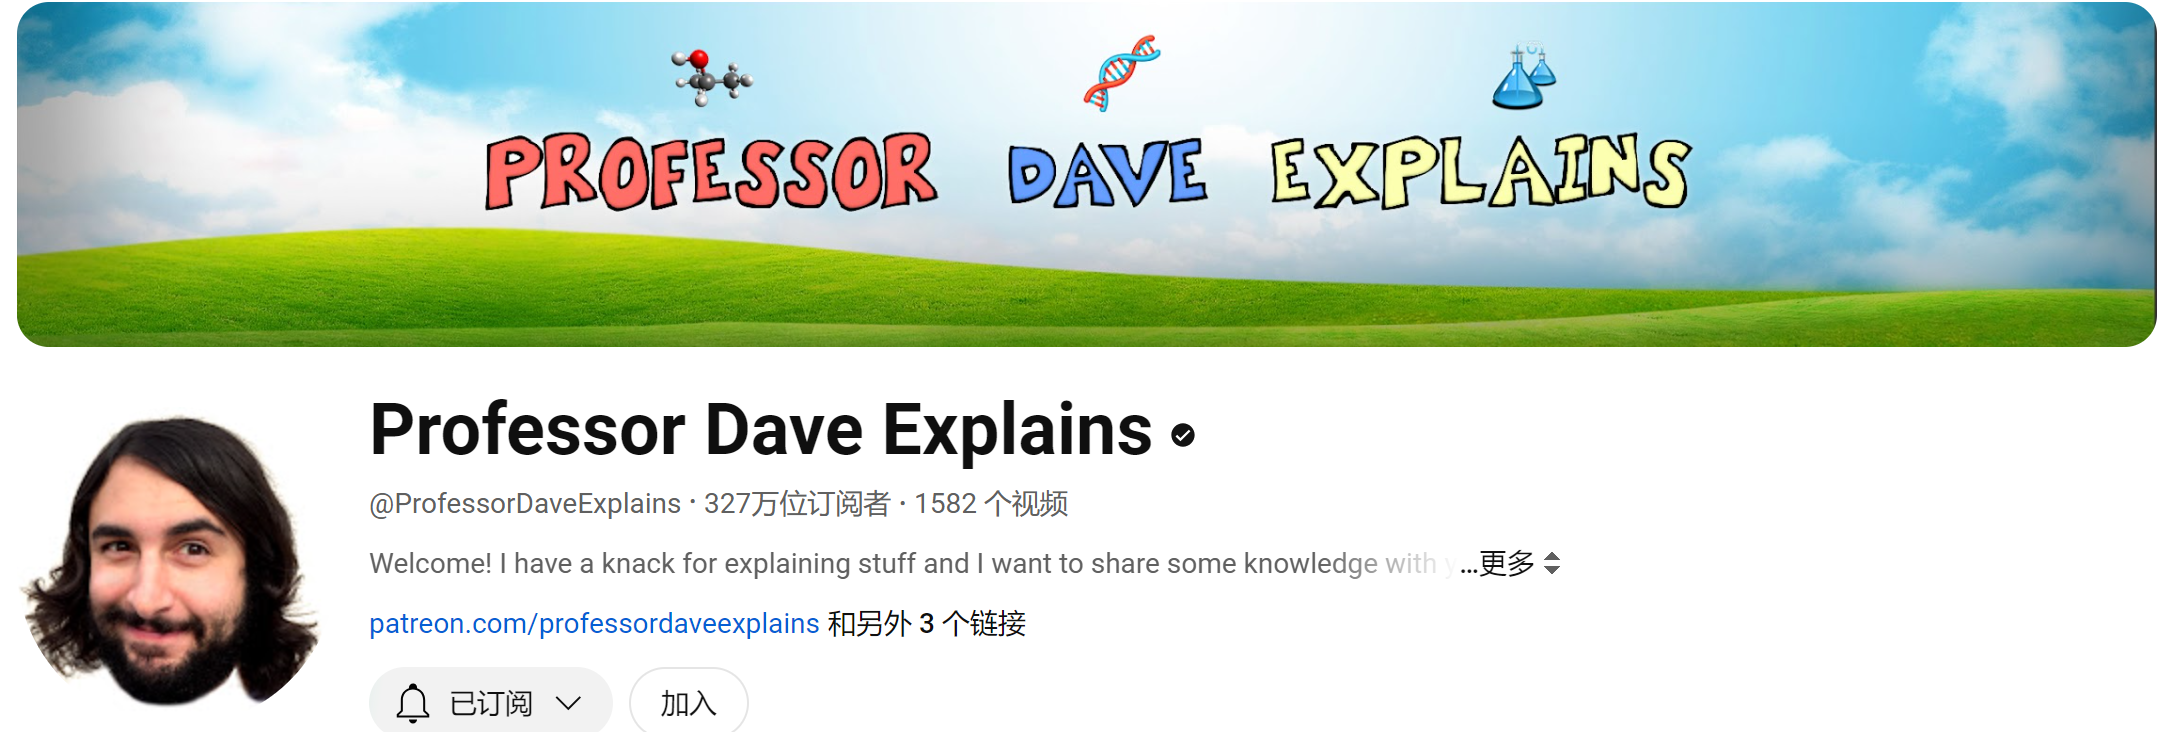 PROFESSOR DAVE EXPLAINS
Professor Dave Explains
@ProfessorDaveExplains · 327万位订阅者 · 1582 个视频
Welcome! I have a knack for explaining stuff and I want to share some knowledge with y ...更多
patreon.com/professordaveexplains 和另外 3 个链接
已订阅 加入